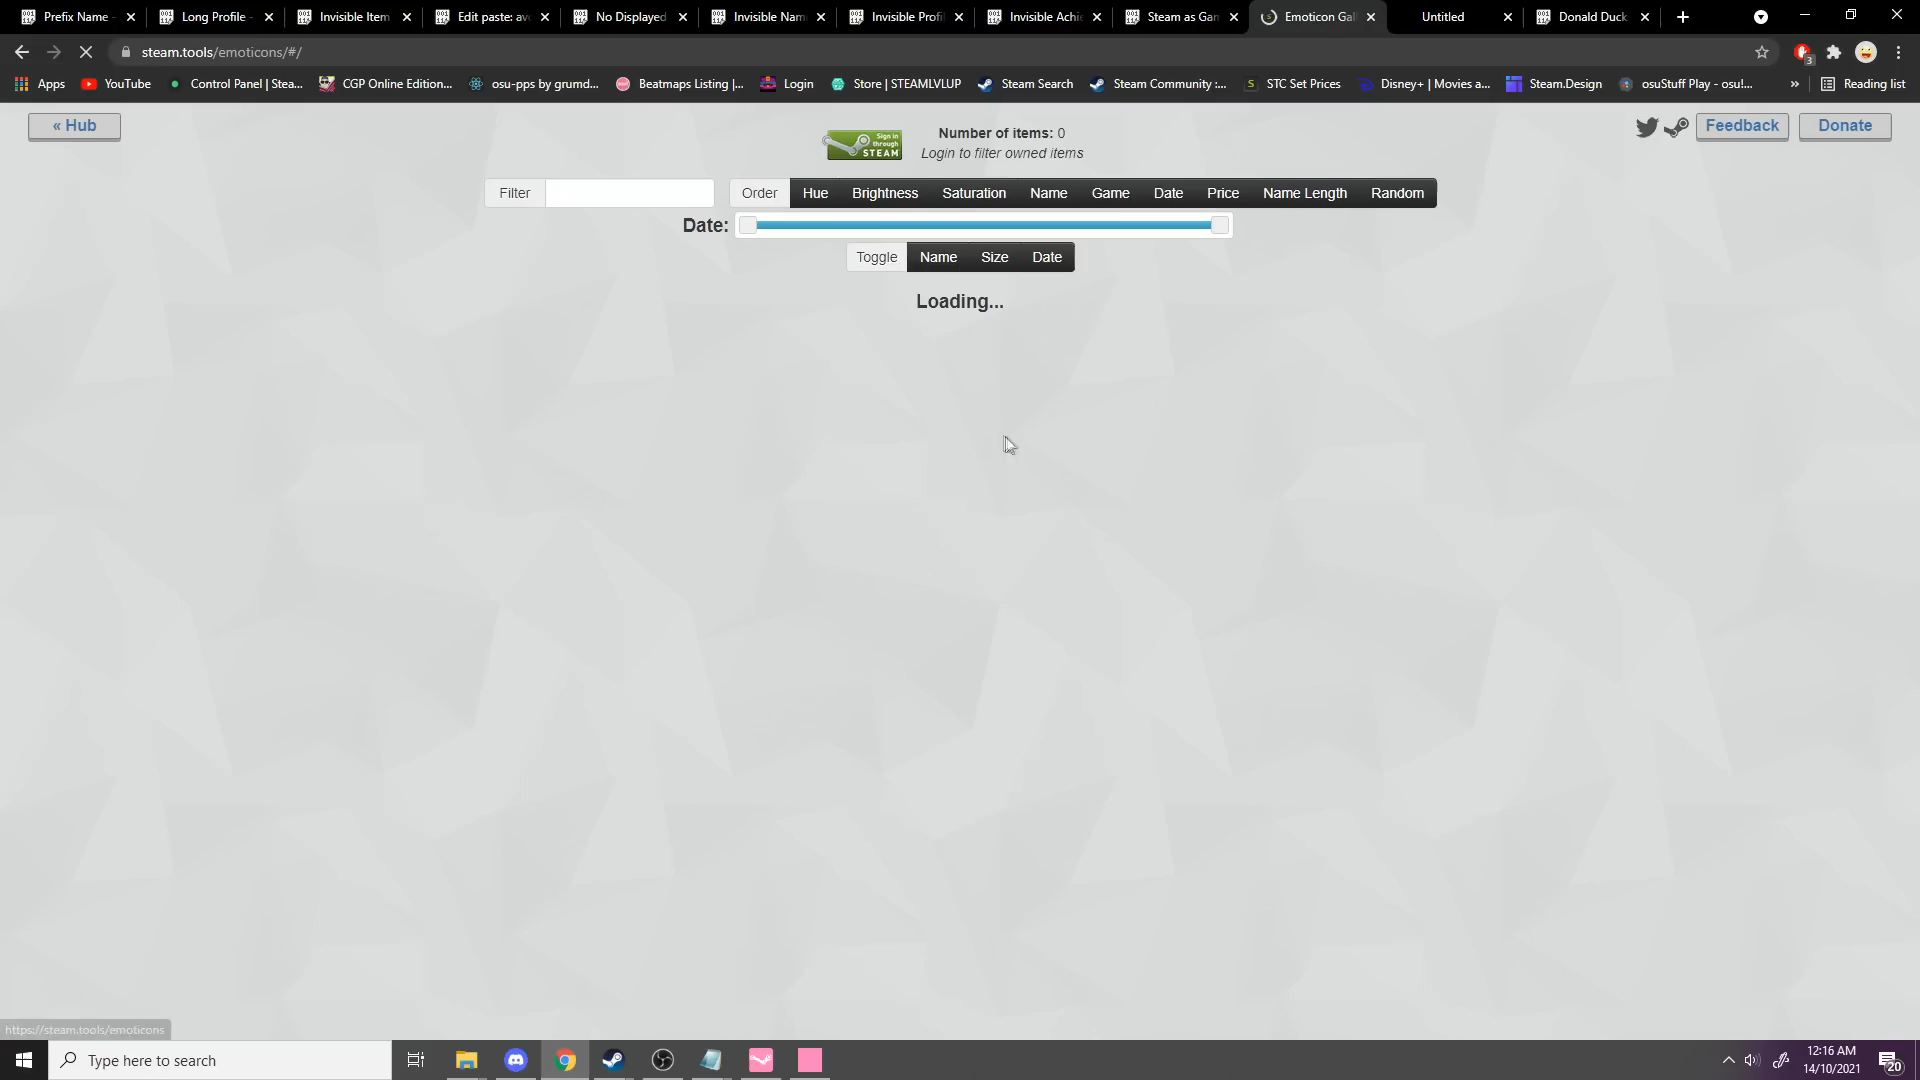 Prefix Name - Long Profile - Invisible Item Edit paste: av No Displayed Invisible Nam Invisible Profi Invisible Achi Steam as Gam Emoticon Gal Untitled Donald Duck
steam.tools/emoticons/#/
3
Apps YouTube Control Panel | Stea... CGP Online Edition... osu-pps by grumd... Beatmaps Listing |... Login Store | STEAMLVLUP Steam Search Steam Community :... STC Set Prices Disney+ | Movies a... Steam.Design osuStuff Play - osu!... » Reading list
« Hub
Sign in through STEAM
Number of items: 0
Login to filter owned items
Feedback Donate
Filter Order Hue Brightness Saturation Name Game Date Price Name Length Random
Date:
Toggle Name Size Date
Loading...
https://steam.tools/emoticons
Type here to search
12:16 AM
14/10/2021
20